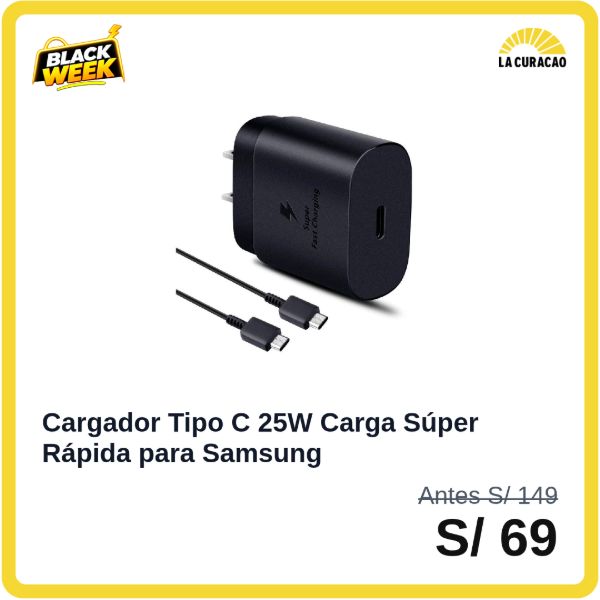 BLACK
WEEK
LA CURACAO
Super
Fast Charging
Cargador Tipo C 25W Carga Súper
Rápida para Samsung
Antes S/ 149
S/ 69